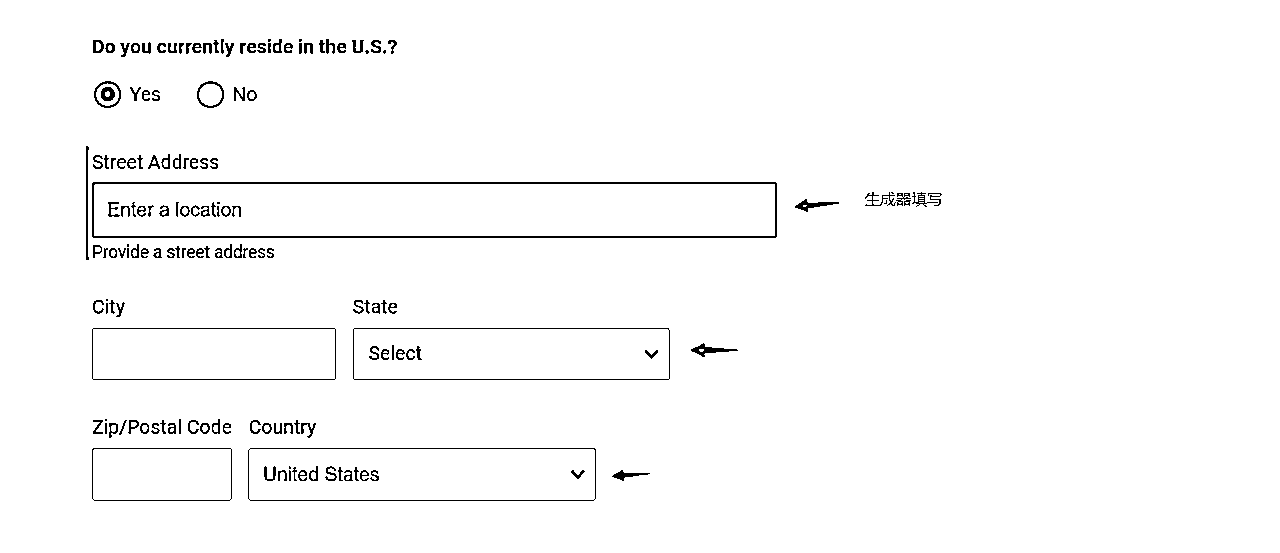 Do you currently reside in the U.S.?
Yes No
Street Address
Enter a location
生成器填写
Provide a street address
City State
Select
Zip/Postal Code Country
United States